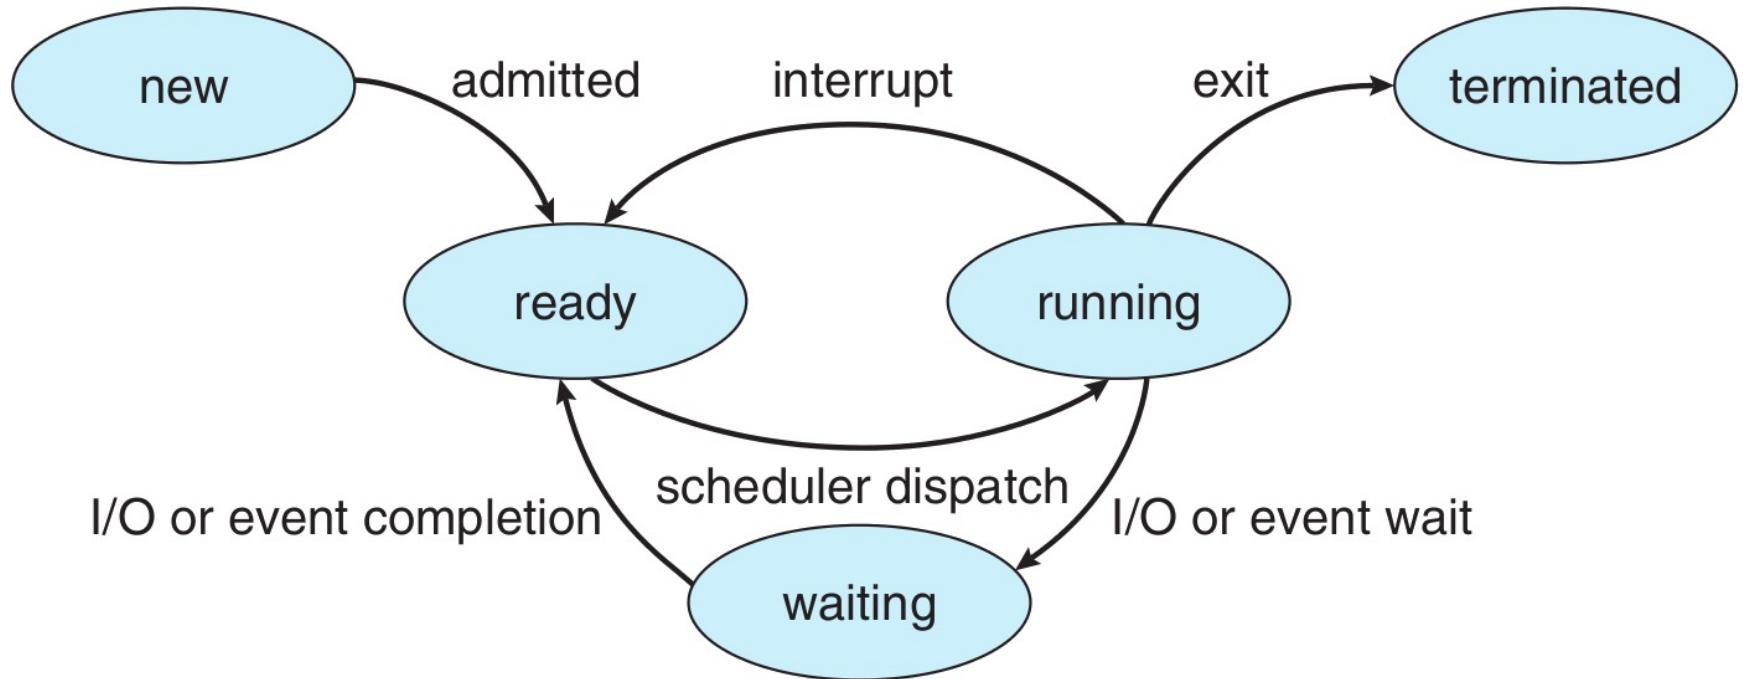 new
admitted
interrupt
exit
terminated
ready
running
scheduler dispatch
I/O or event completion
I/O or event wait
waiting